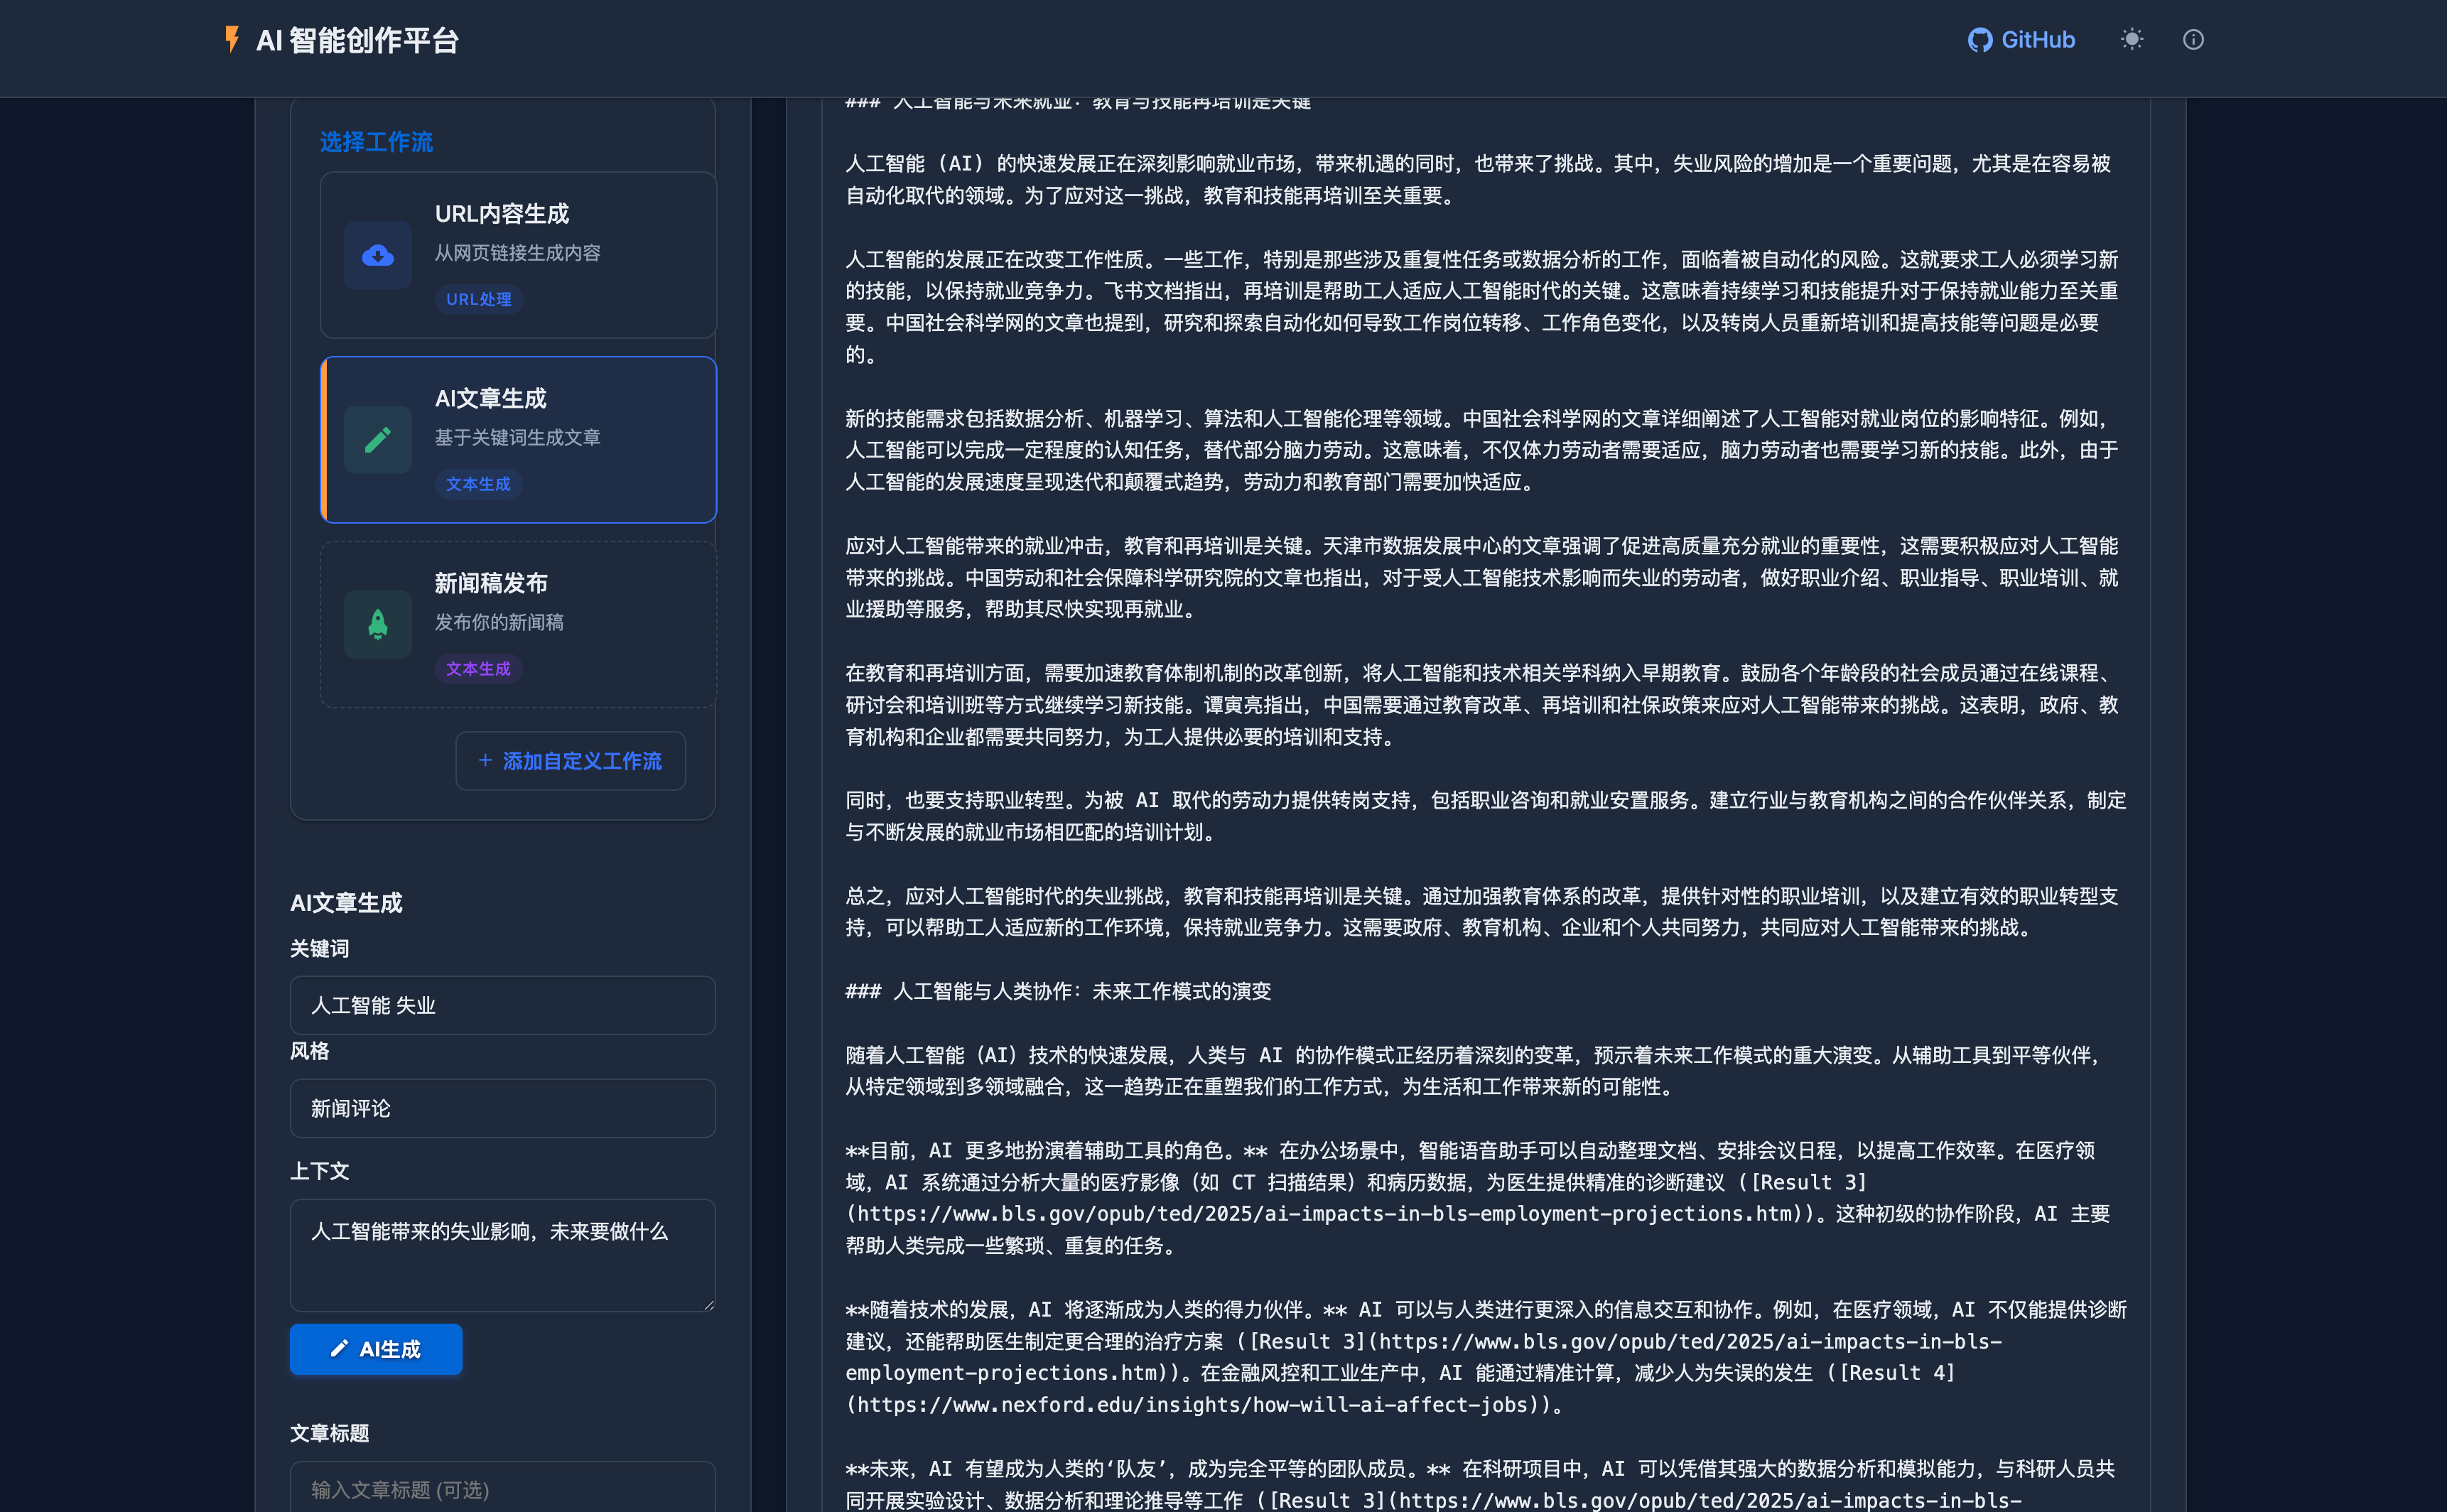 AI 智能创作平台
GitHub
选择工作流
URL内容生成
从网页链接生成内容
URL处理
AI文章生成
基于关键词生成文章
文本生成
新闻稿发布
发布你的新闻稿
文本生成
+ 添加自定义工作流
AI文章生成
关键词
人工智能 失业
风格
新闻评论
上下文
人工智能带来的失业影响，未来要做什么
AI生成
文章标题
输入文章标题 (可选)
### 人工智能与未来就业：教育与技能再培训是关键
人工智能 (AI) 的快速发展正在深刻影响就业市场，带来机遇的同时，也带来了挑战。其中，失业风险的增加是一个重要问题，尤其是在容易被
自动化取代的领域。为了应对这一挑战，教育和技能再培训至关重要。
人工智能的发展正在改变工作性质。一些工作，特别是那些涉及重复性任务或数据分析的工作，面临着被自动化的风险。这就要求工人必须学习新
的技能，以保持就业竞争力。飞书文档指出，再培训是帮助工人适应人工智能时代的关键。这意味着持续学习和技能提升对于保持就业能力至关重
要。中国社会科学网的文章也提到，研究和探索自动化如何导致工作岗位转移、工作角色变化，以及转岗人员重新培训和提高技能等问题是必要
的。
新的技能需求包括数据分析、机器学习、算法和人工智能伦理等领域。中国社会科学网的文章详细阐述了人工智能对就业岗位的影响特征。例如，
人工智能可以完成一定程度的认知任务，替代部分脑力劳动。这意味着，不仅体力劳动者需要适应，脑力劳动者也需要学习新的技能。此外，由于
人工智能的发展速度呈现迭代和颠覆式趋势，劳动力和教育部门需要加快适应。
应对人工智能带来的就业冲击，教育和再培训是关键。天津市数据发展中心的文章强调了促进高质量充分就业的重要性，这需要积极应对人工智能
带来的挑战。中国劳动和社会保障科学研究院的文章也指出，对于受人工智能技术影响而失业的劳动者，做好职业介绍、职业指导、职业培训、就
业援助等服务，帮助其尽快实现再就业。
在教育和再培训方面，需要加速教育体制机制的改革创新，将人工智能和技术相关学科纳入早期教育。鼓励各个年龄段的社会成员通过在线课程、
研讨会和培训班等方式继续学习新技能。谭寅亮指出，中国需要通过教育改革、再培训和社保政策来应对人工智能带来的挑战。这表明，政府、教
育机构和企业都需要共同努力，为工人提供必要的培训和支持。
同时，也要支持职业转型。为被 AI 取代的劳动力提供转岗支持，包括职业咨询和就业安置服务。建立行业与教育机构之间的合作伙伴关系，制定
与不断发展的就业市场相匹配的培训计划。
总之，应对人工智能时代的失业挑战，教育和技能再培训是关键。通过加强教育体系的改革，提供针对性的职业培训，以及建立有效的职业转型支
持，可以帮助工人适应新的工作环境，保持就业竞争力。这需要政府、教育机构、企业和个人共同努力，共同应对人工智能带来的挑战。
### 人工智能与人类协作：未来工作模式的演变
随着人工智能（AI）技术的快速发展，人类与 AI 的协作模式正经历着深刻的变革，预示着未来工作模式的重大演变。从辅助工具到平等伙伴，
从特定领域到多领域融合，这一趋势正在重塑我们的工作方式，为生活和工作带来新的可能性。
**目前，AI 更多地扮演着辅助工具的角色。** 在办公场景中，智能语音助手可以自动整理文档、安排会议日程，以提高工作效率。在医疗领
域，AI 系统通过分析大量的医疗影像（如 CT 扫描结果）和病历数据，为医生提供精准的诊断建议 ([Result 3]
(https://www.bls.gov/opub/ted/2025/ai-impacts-in-bls-employment-projections.htm))。这种初级的协作阶段，AI 主要
帮助人类完成一些繁琐、重复的任务。
**随着技术的发展，AI 将逐渐成为人类的得力伙伴。** AI 可以与人类进行更深入的信息交互和协作。例如，在医疗领域，AI 不仅能提供诊断
建议，还能帮助医生制定更合理的治疗方案 ([Result 3](https://www.bls.gov/opub/ted/2025/ai-impacts-in-bls-
employment-projections.htm))。在金融风控和工业生产中，AI 能通过精准计算，减少人为失误的发生 ([Result 4]
(https://www.nexford.edu/insights/how-will-ai-affect-jobs))。
**未来，AI 有望成为人类的‘队友’，成为完全平等的团队成员。** 在科研项目中，AI 可以凭借其强大的数据分析和模拟能力，与科研人员共
同开展实验设计、数据分析和理论推导等工作 ([Result 3](https://www.bls.gov/opub/ted/2025/ai-impacts-in-bls-